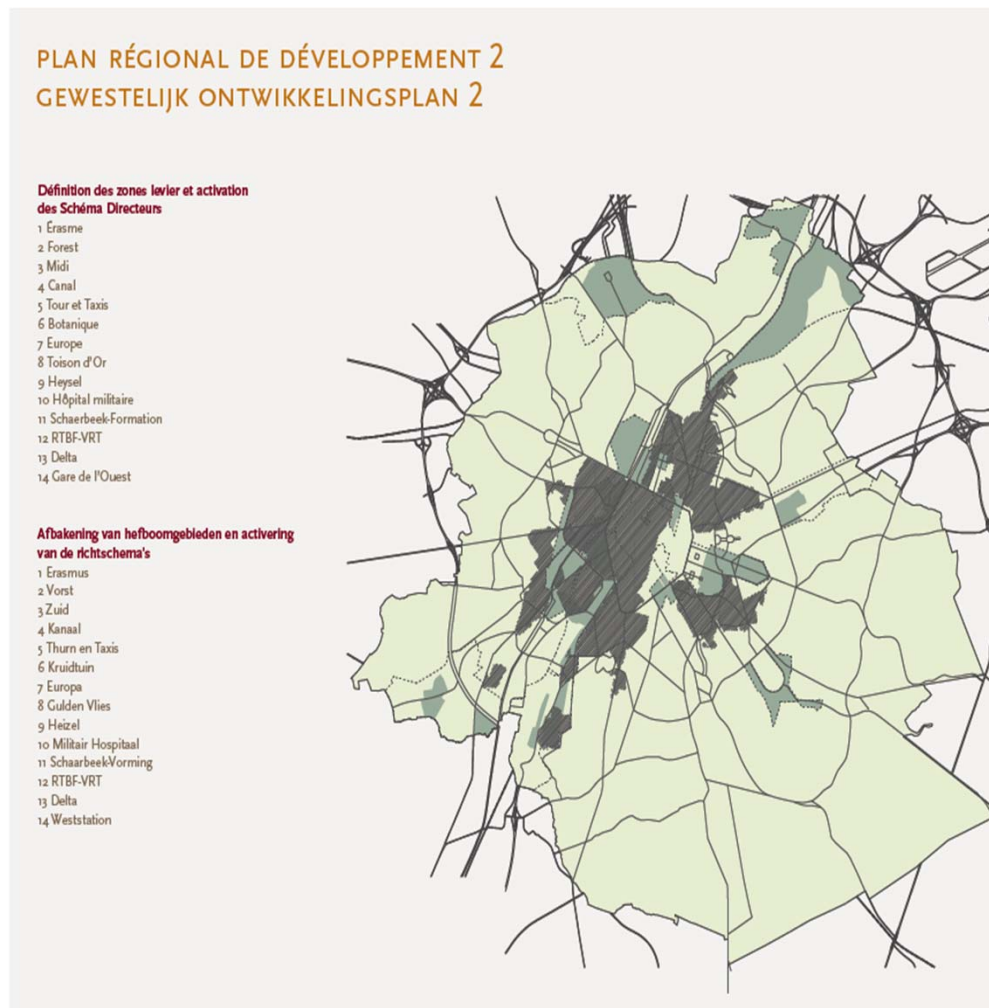 PLAN RÉGIONAL DE DÉVELOPPEMENT 2
GEWESTELIJK ONTWIKKELINGSPLAN 2
Définition des zones levier et activation
des Schéma Directeurs
1 Érasme
2 Forest
3 Midi
4 Canal
5 Tour et Taxis
6 Botanique
7 Europe
8 Toison d'Or
9 Heysel
10 Hôpital militaire
11 Schaerbeek-Formation
12 RTBF-VRT
13 Delta
14 Gare de l'Ouest
Afbakening van hefboomgebieden en activering
van de richtschema's
1 Erasmus
2 Vorst
3 Zuid
4 Kanaal
5 Thurn en Taxis
6 Kruidtuin
7 Europa
8 Gulden Vlies
9 Heizel
10 Militair Hospitaal
11 Schaarbeek-Vorming
12 RTBF-VRT
13 Delta
14 Weststation